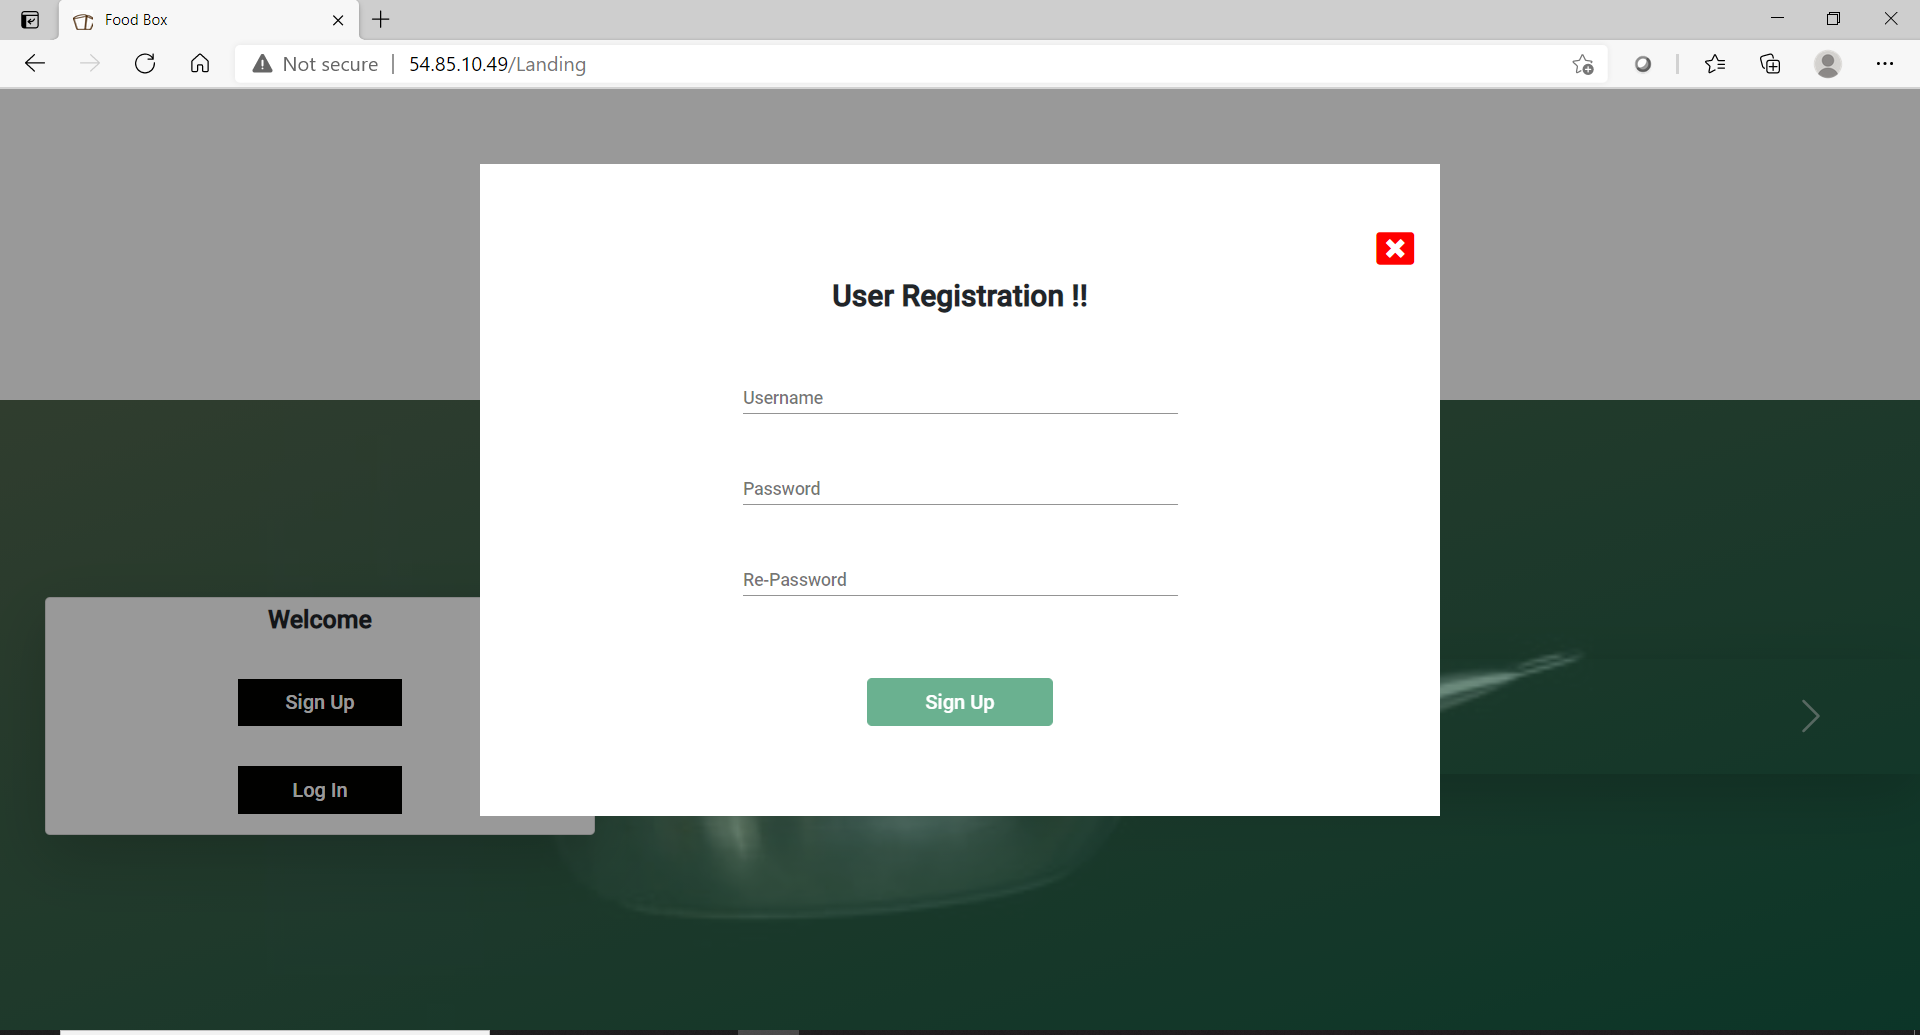 Food Box
Not secure
54.85.10.49/Landing
User Registration !!
Username
Password
Re-Password
Sign Up
Welcome
Sign Up
Log In